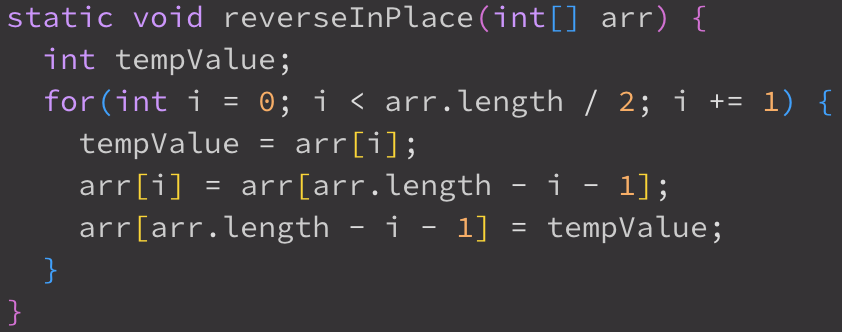 static void reverseInPlace(int[] arr) {
  int tempValue;
  for(int i = 0; i < arr.length / 2; i += 1) {
    tempValue = arr[i];
    arr[i] = arr[arr.length - i - 1];
    arr[arr.length - i - 1] = tempValue;
  }
}